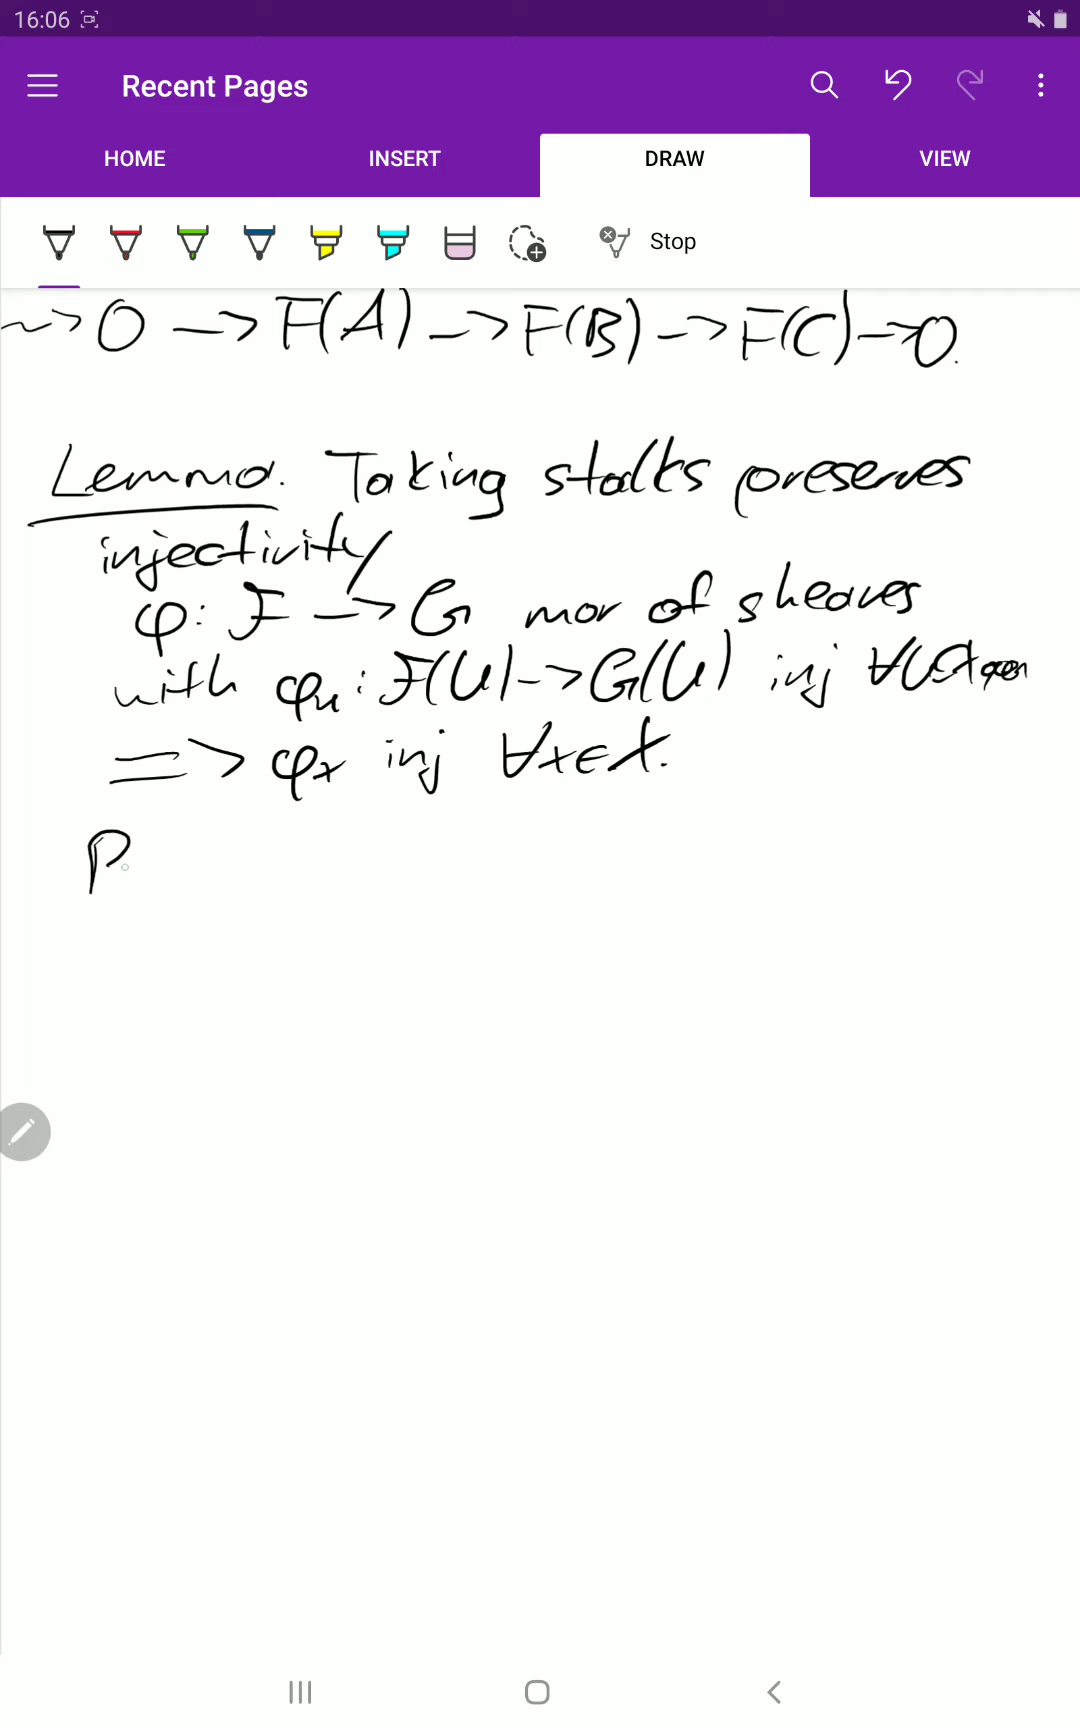 16:06
Recent Pages
HOME INSERT DRAW VIEW
Stop
~> 0 -> F(A) -> F(B) -> F(C) -> 0.
Lemma. Taking stalks preserves
injectivity
φ: F -> G mor of sheaves
with φ_U: F(U) -> G(U) inj ∀U⊂X open
=> φ_x inj ∀x∈X.
P